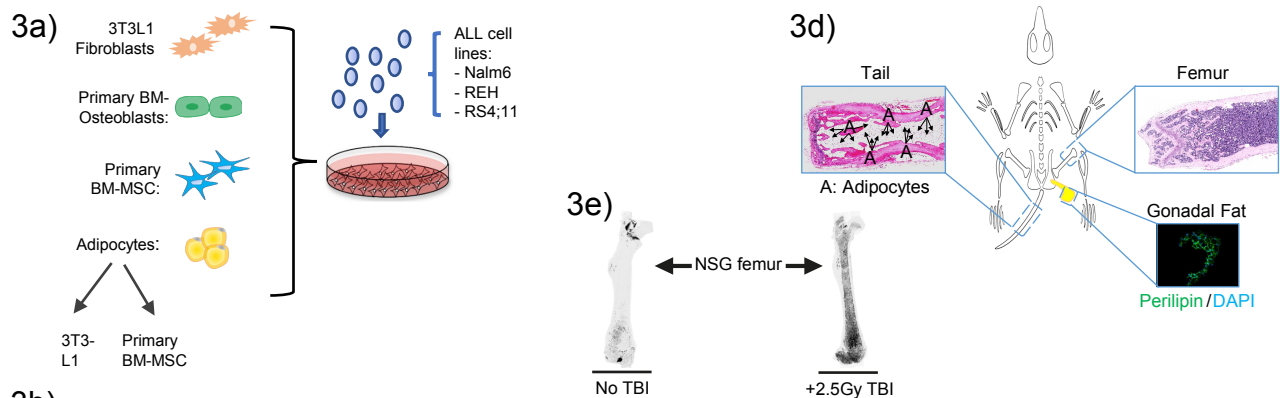 3a)
3T3L1
Fibroblasts
Primary BM-
Osteoblasts:
Primary
BM-MSC:
Adipocytes:
3T3-
L1
Primary
BM-MSC
ALL cell
lines:
- Nalm6
- REH
- RS4;11
3d)
Tail
Femur
A
A
A
A
A
A: Adipocytes
Gonadal Fat
Perilipin/DAPI
3e)
NSG femur
No TBI
+2.5Gy TBI